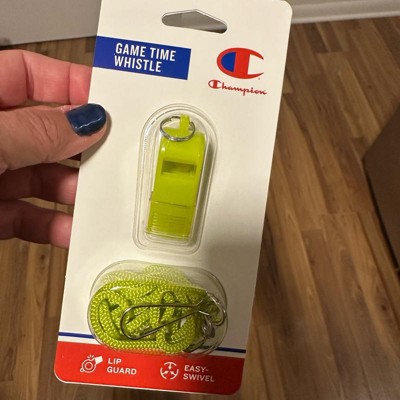 GAME TIME
WHISTLE
Champion
LIP
GUARD
EASY-
SWIVEL